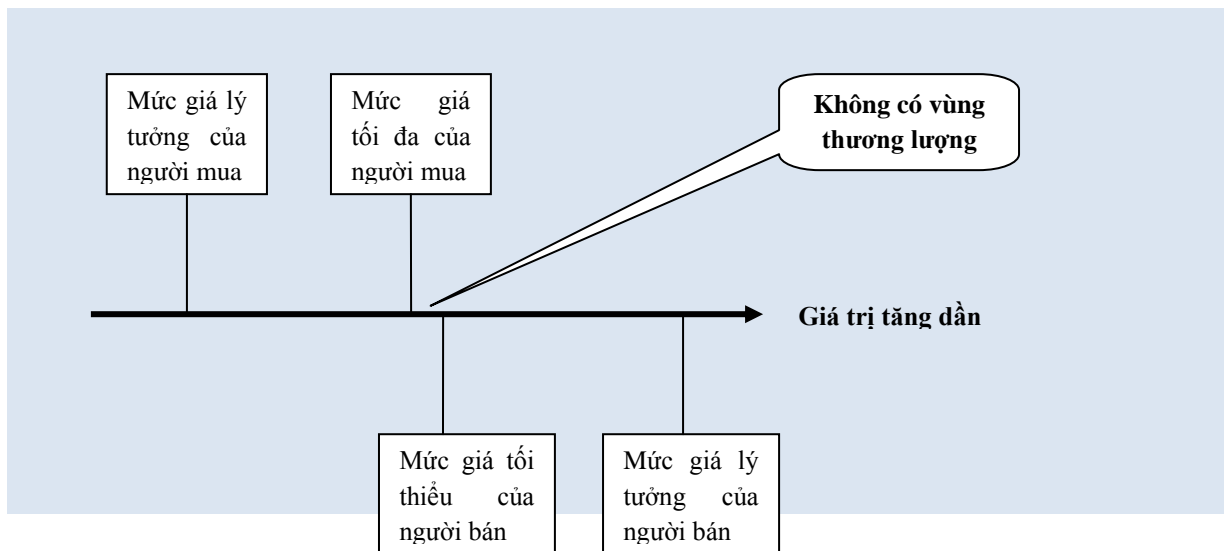 Mức giá lý
tưởng của
người mua
Mức giá
tối đa của
người mua
Không có vùng
thương lượng
Giá trị tăng dần
Mức giá tối
thiểu của
người bán
Mức giá lý
tưởng của
người bán